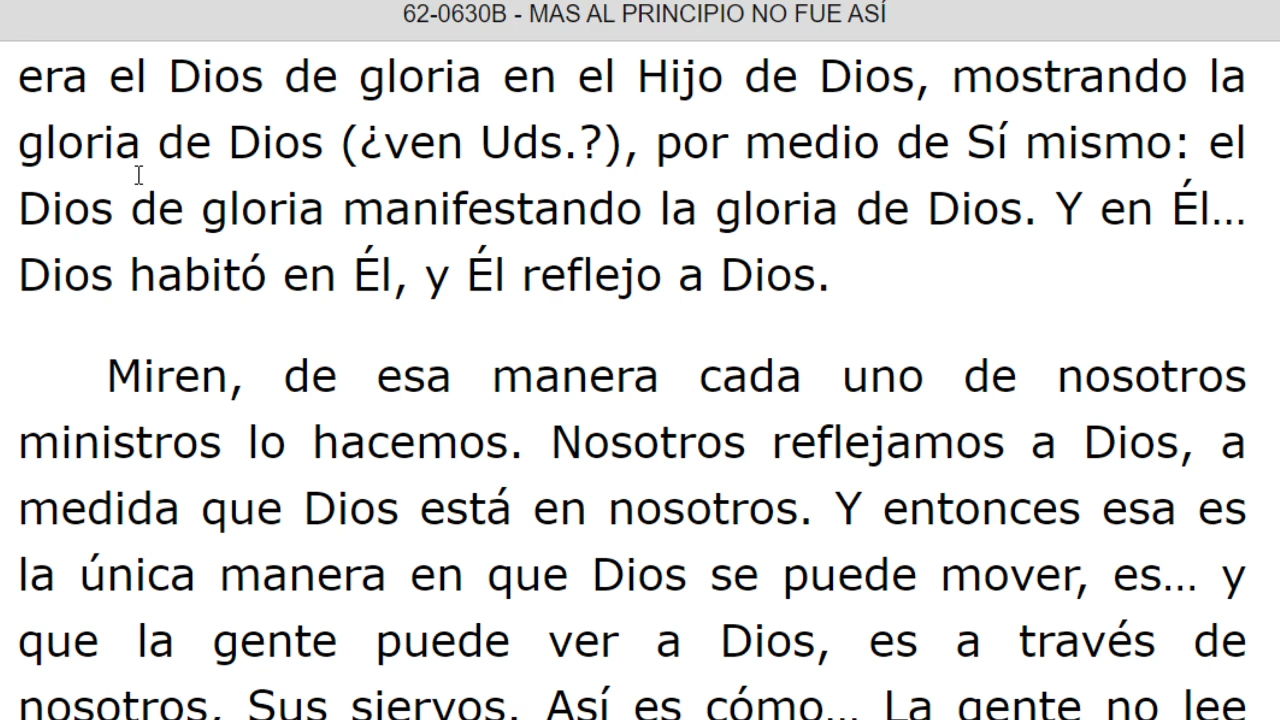 62-0630B - MAS AL PRINCIPIO NO FUE ASÍ
era el Dios de gloria en el Hijo de Dios, mostrando la
gloria de Dios (¿ven Uds.?), por medio de Sí mismo: el
Dios de gloria manifestando la gloria de Dios. Y en Él…
Dios habitó en Él, y Él reflejo a Dios.
Miren, de esa manera cada uno de nosotros
ministros lo hacemos. Nosotros reflejamos a Dios, a
medida que Dios está en nosotros. Y entonces esa es
la única manera en que Dios se puede mover, es… y
que la gente puede ver a Dios, es a través de
nosotros, Sus siervos. Así es cómo… La gente no lee